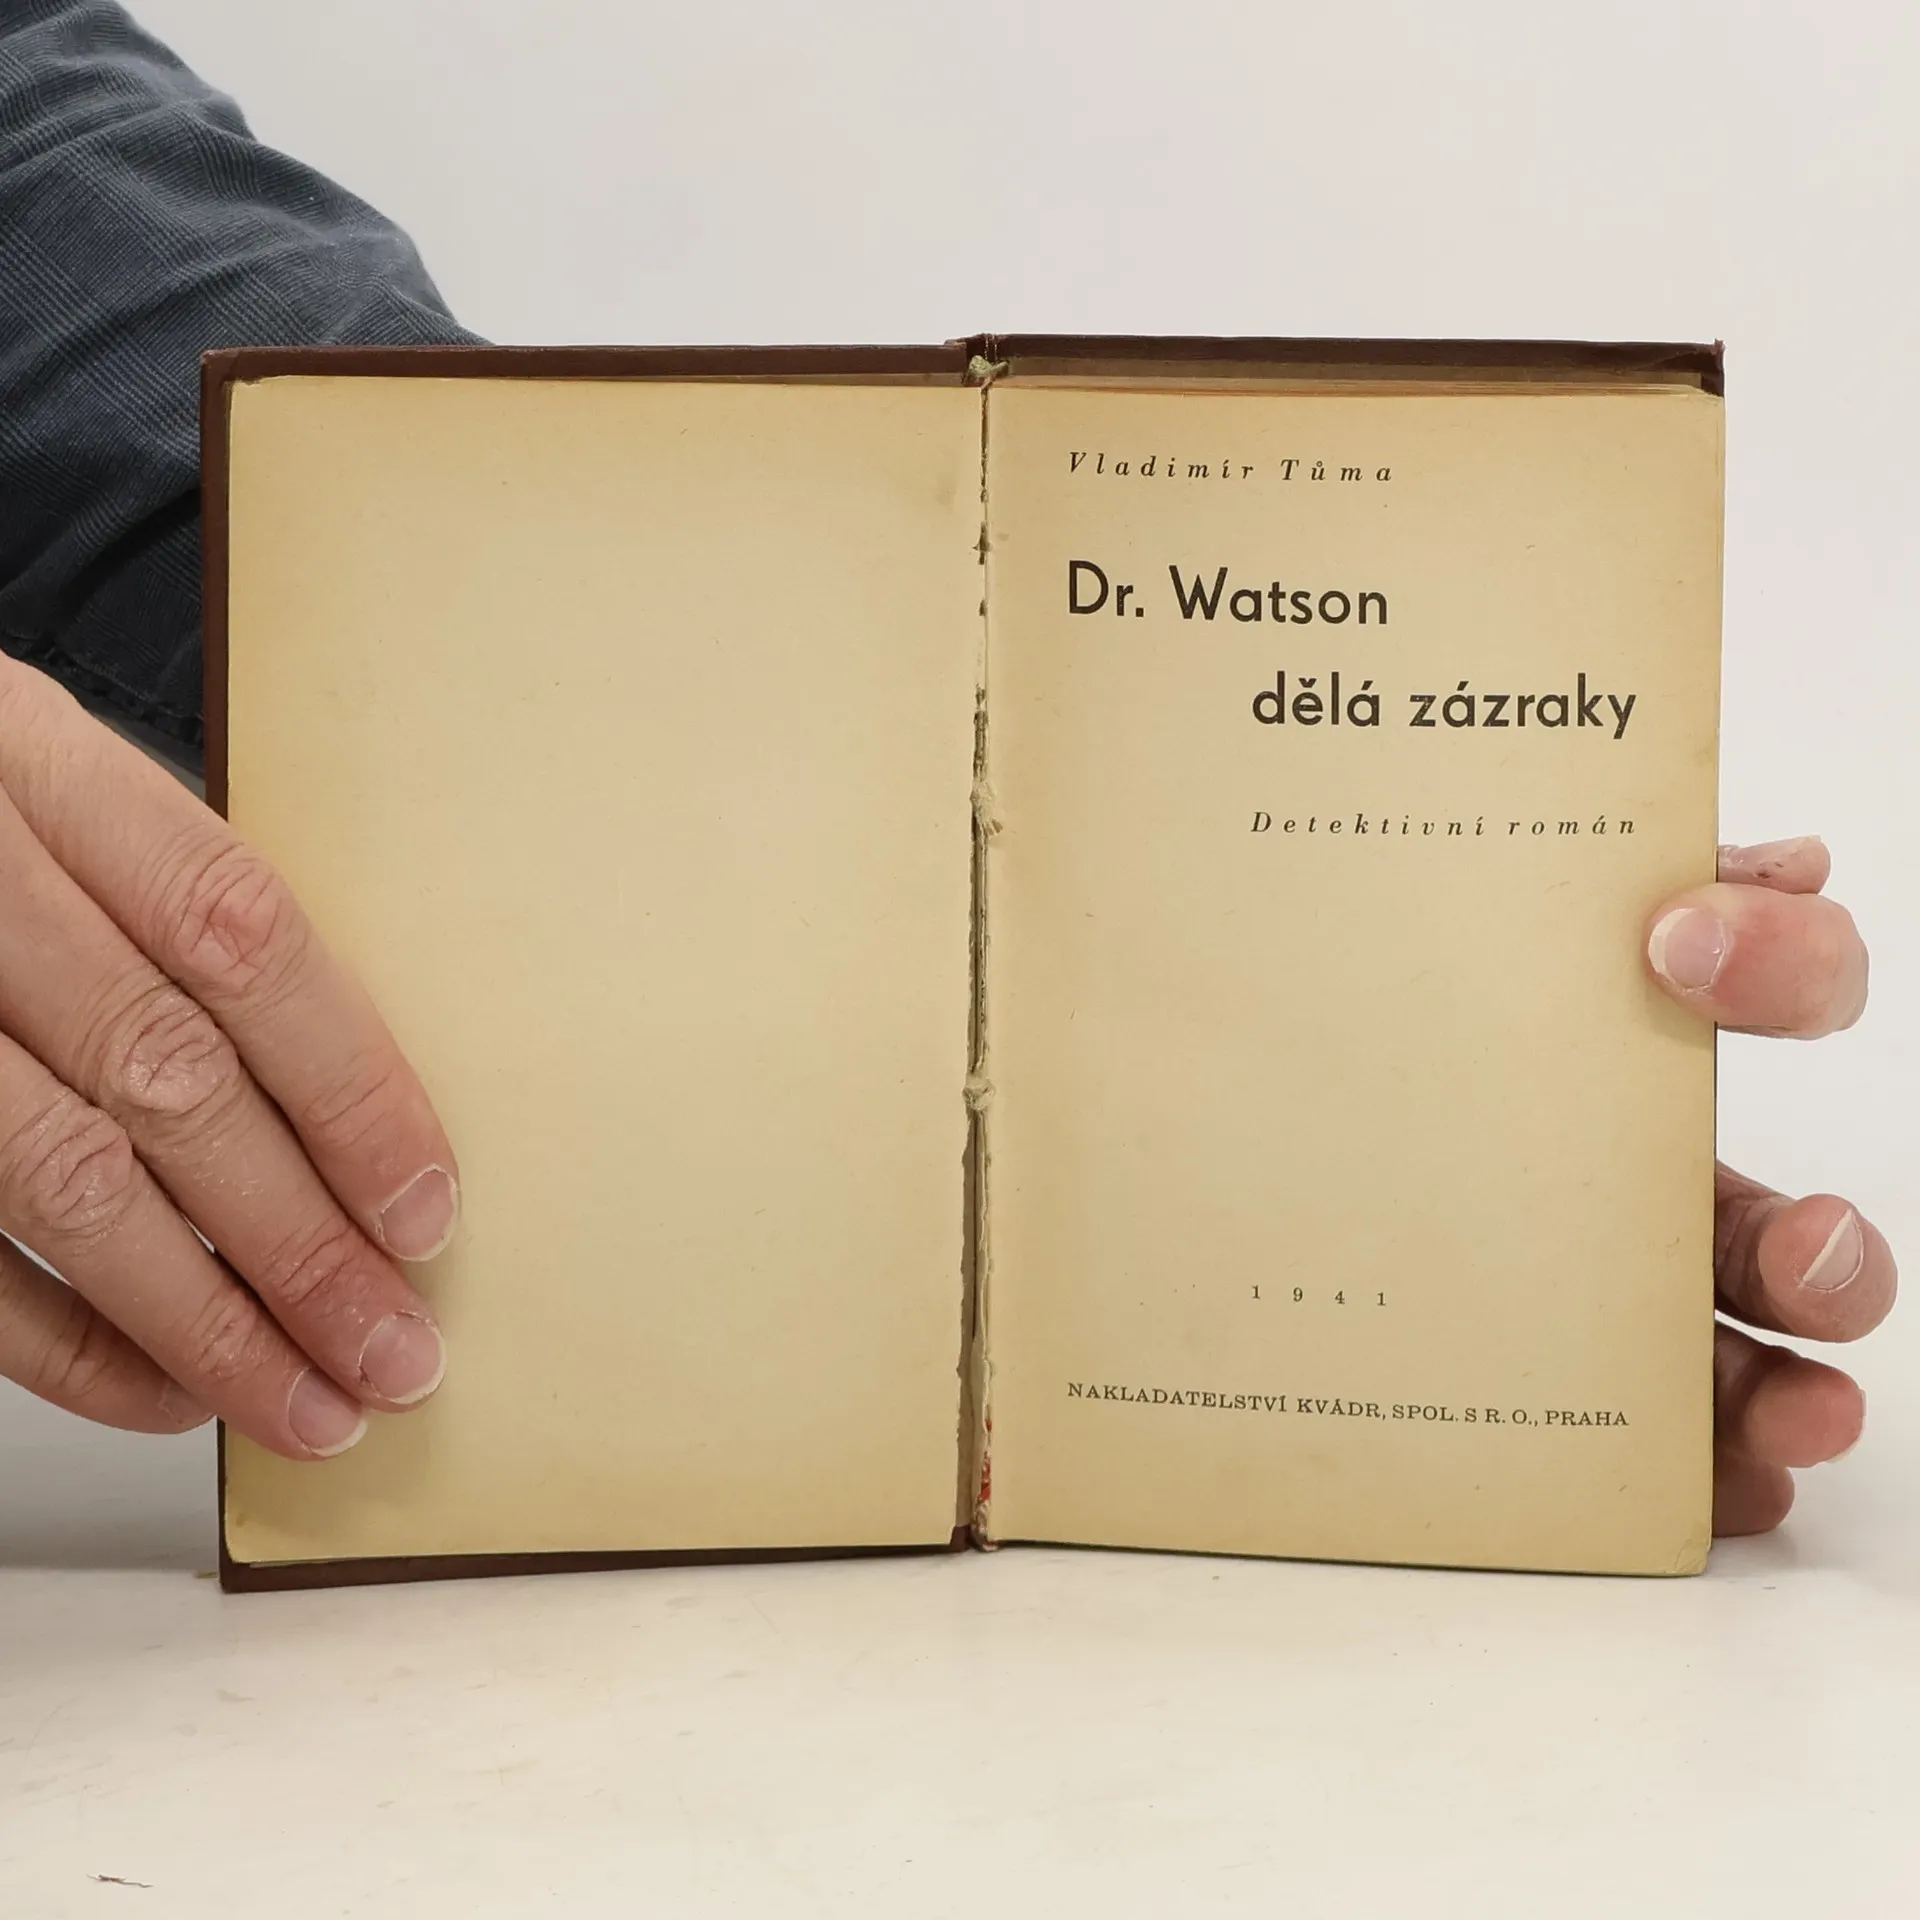 Vladimír Tůma
Dr. Watson
dělá zázraky
Detektivní román
1941
NAKLADATELSTVÍ KVÁDR, SPOL. S R. O., PRAHA